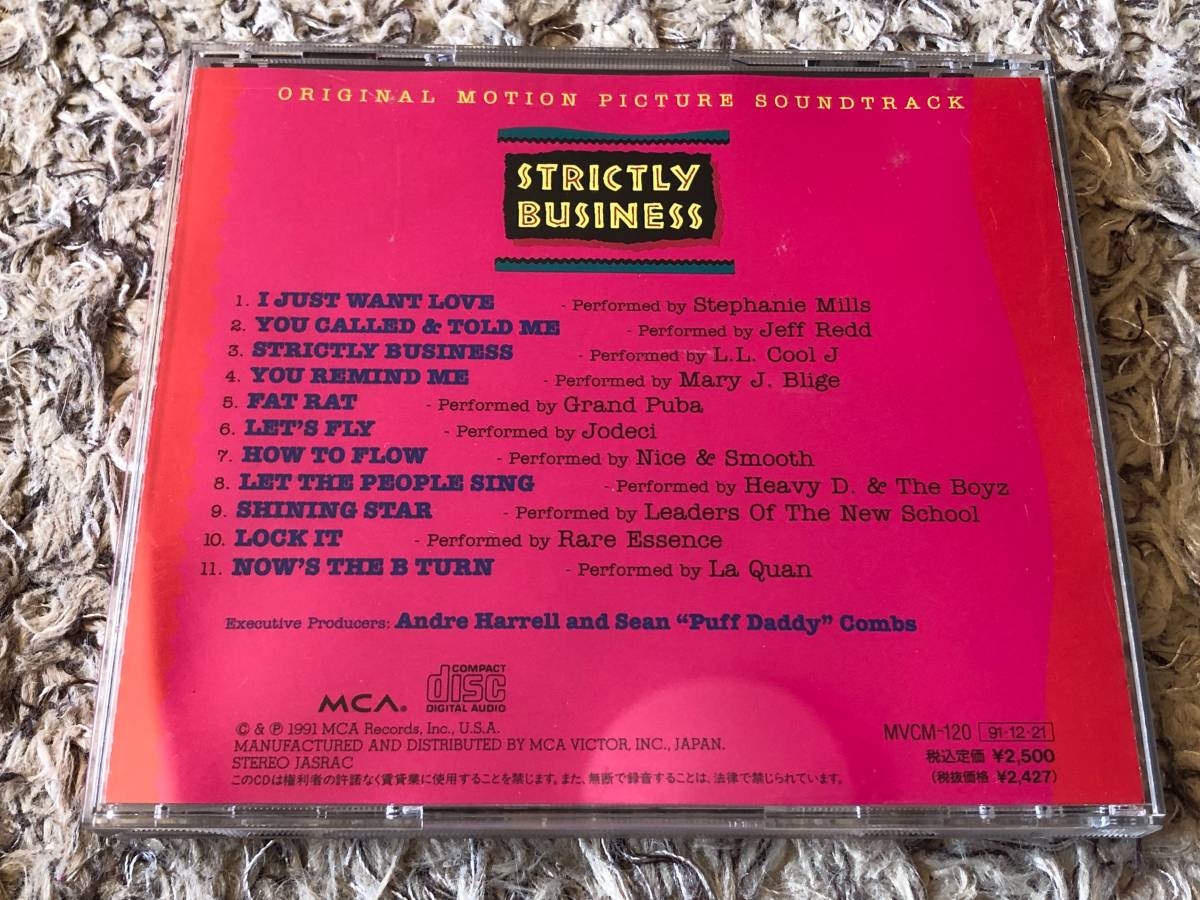 ORIGINAL MOTION PICTURE SOUNDTRACK
STRICTLY
BUSINESS
1. I JUST WANT LOVE - Performed by Stephanie Mills
2. YOU CALLED & TOLD ME - Performed by Jeff Redd
3. STRICTLY BUSINESS - Performed by L.L. Cool J
4. YOU REMIND ME - Performed by Mary J. Blige
5. FAT RAT - Performed by Grand Puba
6. LET'S FLY - Performed by Jodeci
7. HOW TO FLOW - Performed by Nice & Smooth
8. LET THE PEOPLE SING - Performed by Heavy D. & The Boyz
9. SHINING STAR - Performed by Leaders Of The New School
10. LOCK IT - Performed by Rare Essence
11. NOW'S THE B TURN - Performed by La Quan
Executive Producers: Andre Harrell and Sean “Puff Daddy” Combs
MCA®
COMPACT
disc
DIGITAL AUDIO
© & ℗ 1991 MCA Records, Inc., U.S.A.
MANUFACTURED AND DISTRIBUTED BY MCA VICTOR, INC., JAPAN.
STEREO JASRAC
このCDは権利者の許諾なく賃貸業に使用することを禁じます。また、無断で録音することは、法律で禁じられています。
MVCM-120 91・12・21
税込定価 ¥2,500
(税抜価格 ¥2,427)